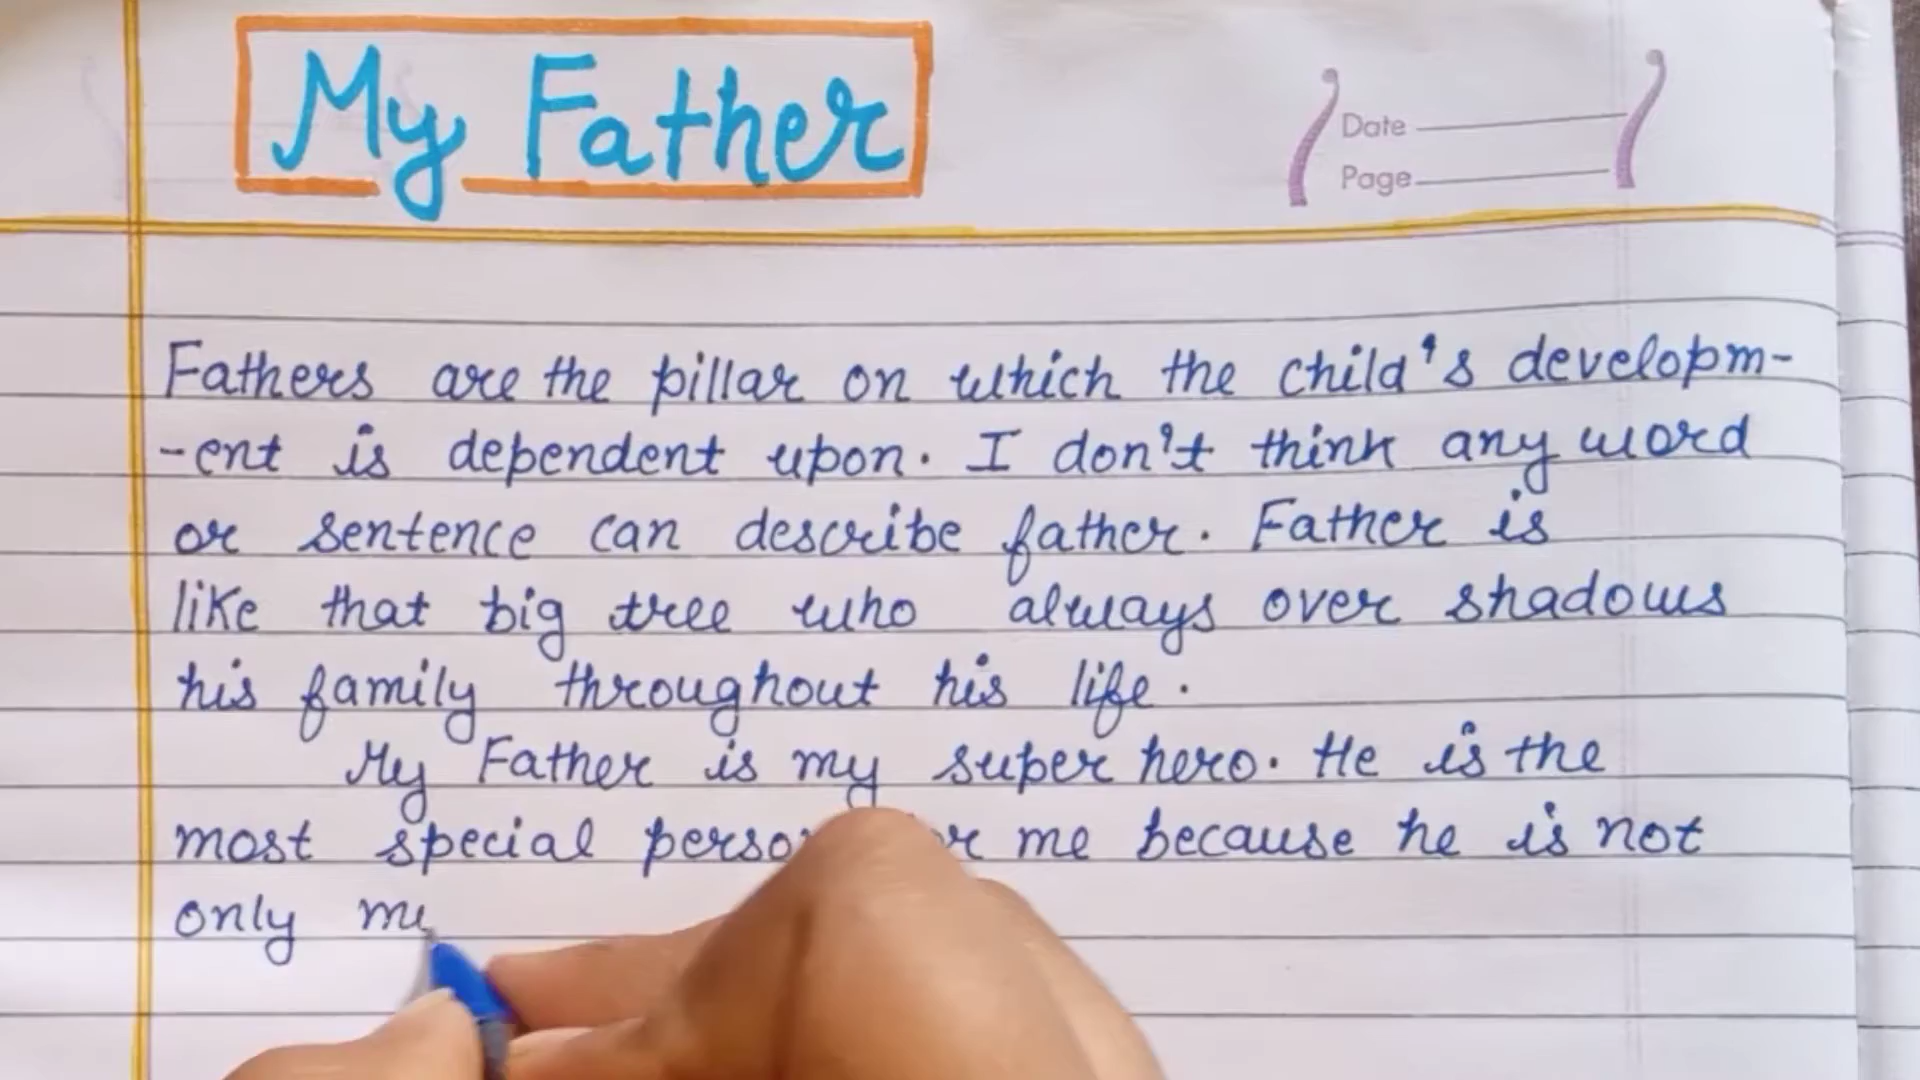 My Father
Date
Page
Fathers are the pillar on which the child's developm-
-ent is dependent upon. I don't think any word
or sentence can describe father. Father is
like that big tree who always over shadows
his family throughout his life.
My Father is my super hero. He is the
most special me because he is not
only